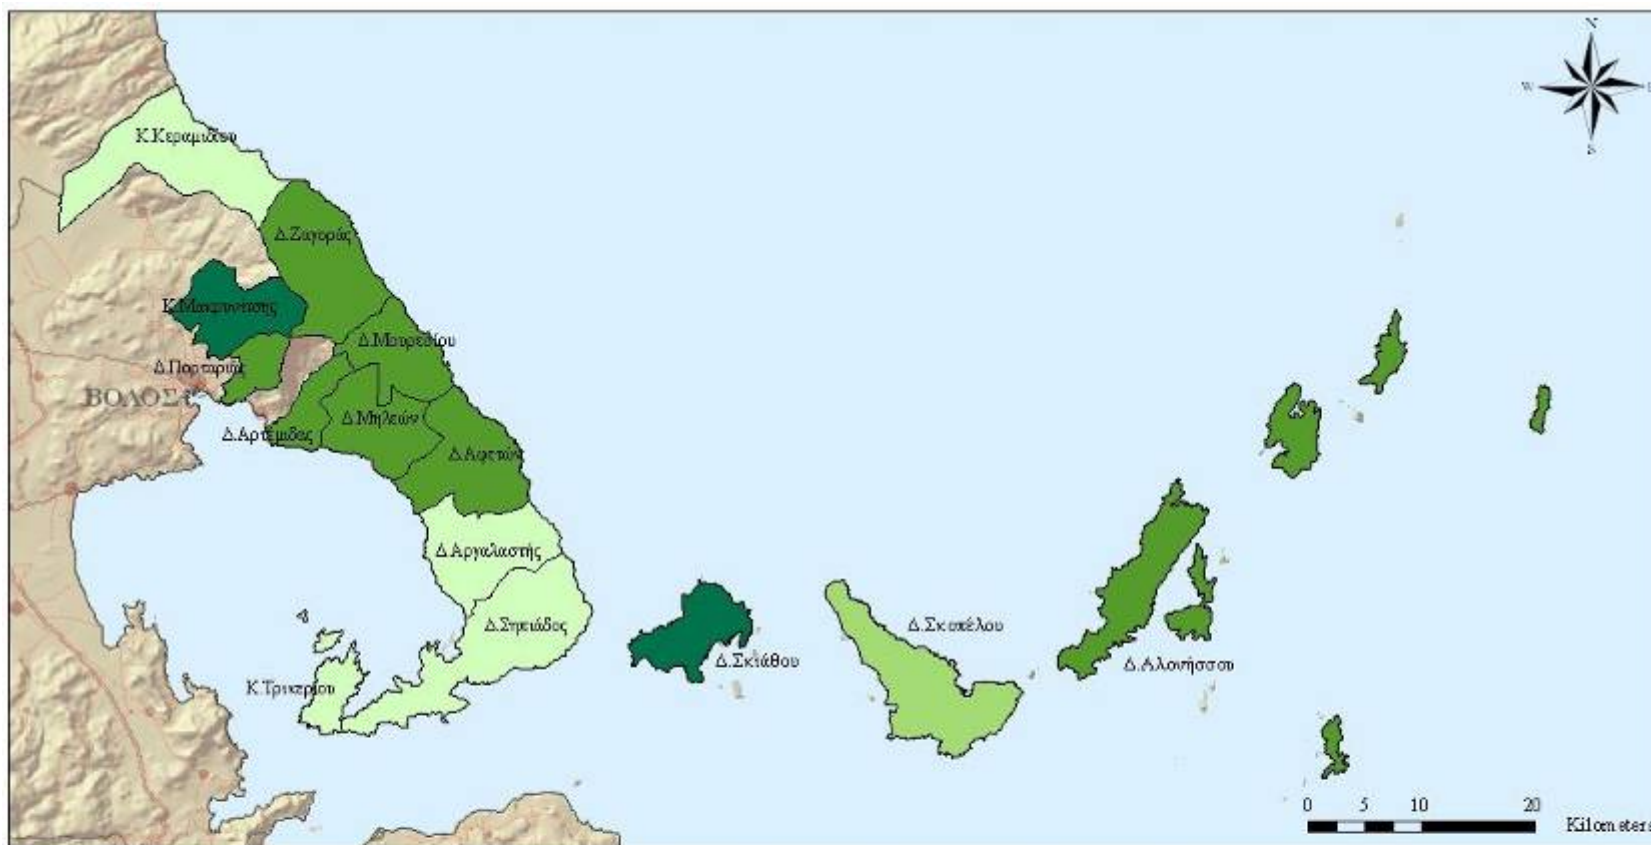 N
W
S
Κ.Κεραμιδίου
Δ.Ζαγοράς
Κ.Μακρυνίτσης
Δ.Μουρεσίου
Δ.Πορταριάς
ΒΟΛΟΣ
Δ.Μηλεών
Δ.Αρτέμιδας
Δ.Αφετών
Δ.Αργαλαστής
Δ.Σηπιάδος
Δ.Σκοπέλου
Δ.Σκιάθου
Δ.Αλοννήσου
Κ.Τρικερίου
0 5 10 20
Kilometers